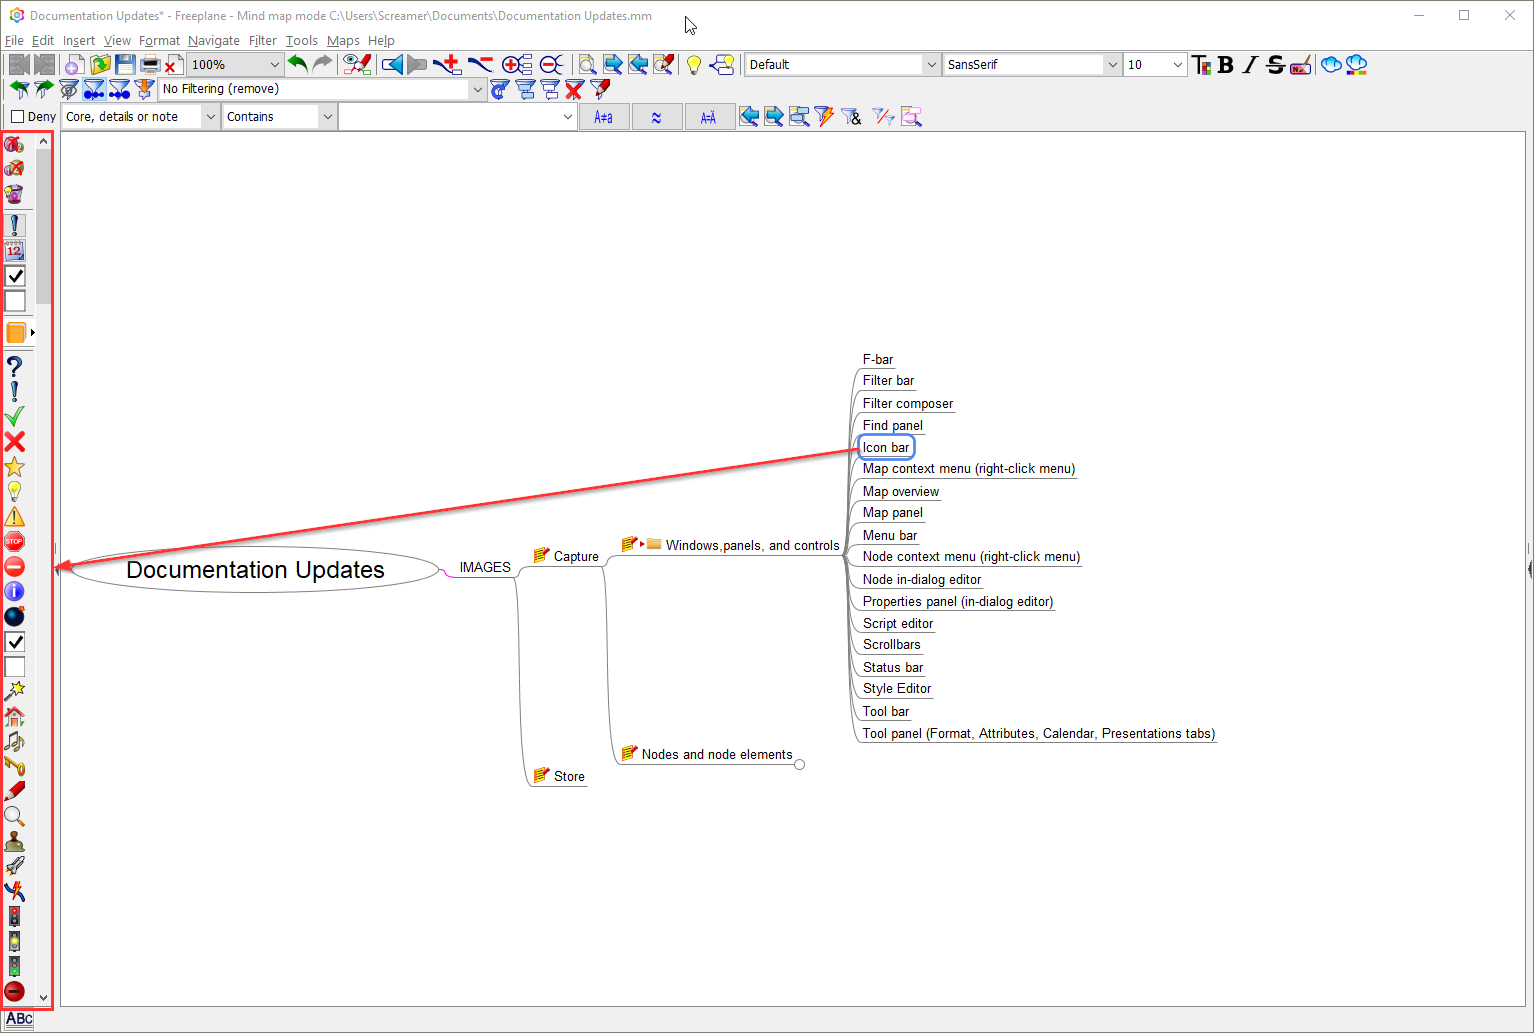 Documentation Updates* - Freeplane - Mind map mode C:\Users\Screamer\Documents\Documentation Updates.mm
File Edit Insert View Format Navigate Filter Tools Maps Help
100% Default SansSerif 10 B I S
No Filtering (remove)
Deny Core, details or note Contains A≠a ≈ A=Ä &
12
STOP
F-bar
Filter bar
Filter composer
Find panel
Icon bar
Map context menu (right-click menu)
Map overview
Map panel
Menu bar
Node context menu (right-click menu)
Node in-dialog editor
Properties panel (in-dialog editor)
Script editor
Scrollbars
Status bar
Style Editor
Tool bar
Tool panel (Format, Attributes, Calendar, Presentations tabs)
Windows,panels, and controls
Capture
IMAGES
Documentation Updates
Nodes and node elements
Store
ABC